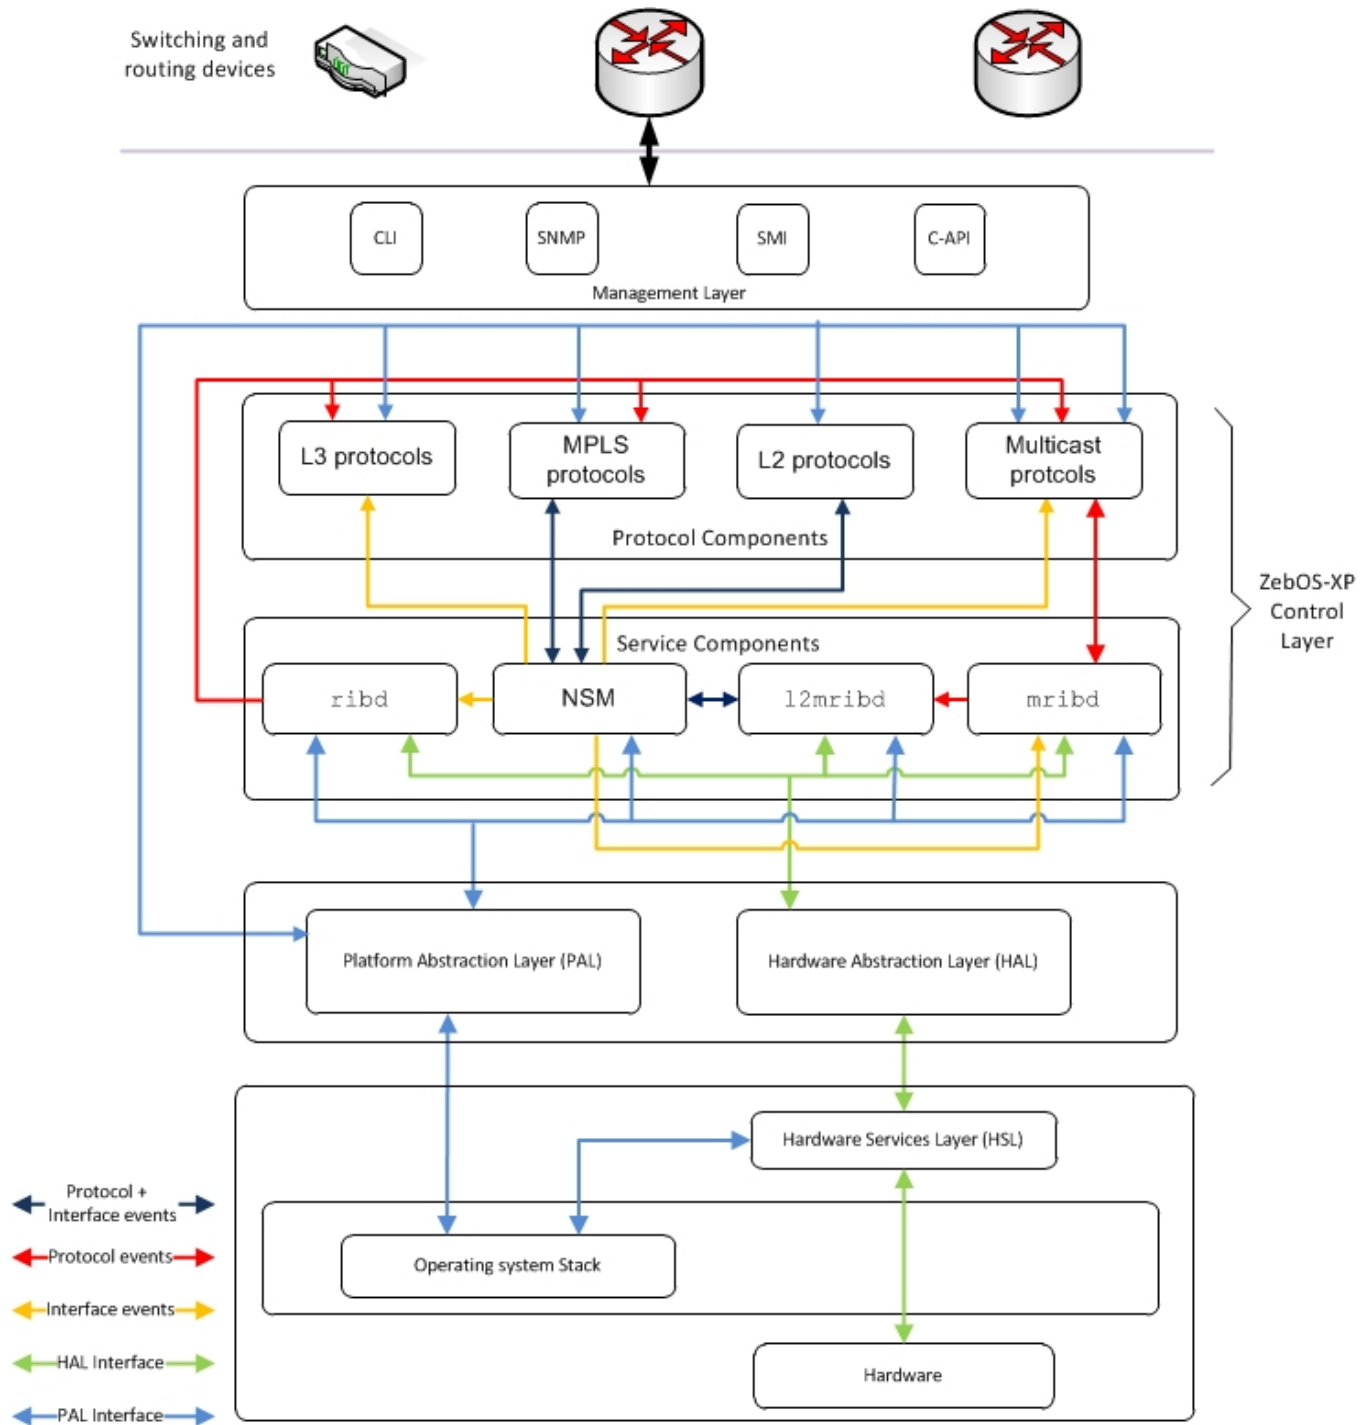 Switching and
routing devices
CLI
SNMP
SMI
C-API
Management Layer
L3 protocols
MPLS
protocols
L2 protocols
Multicast
protcols
Protocol Components
ZebOS-XP
Control
Layer
Service Components
ribd
NSM
l2mribd
mribd
Platform Abstraction Layer (PAL)
Hardware Abstraction Layer (HAL)
Hardware Services Layer (HSL)
Operating system Stack
Hardware
Protocol +
Interface events
Protocol events
Interface events
HAL Interface
PAL Interface